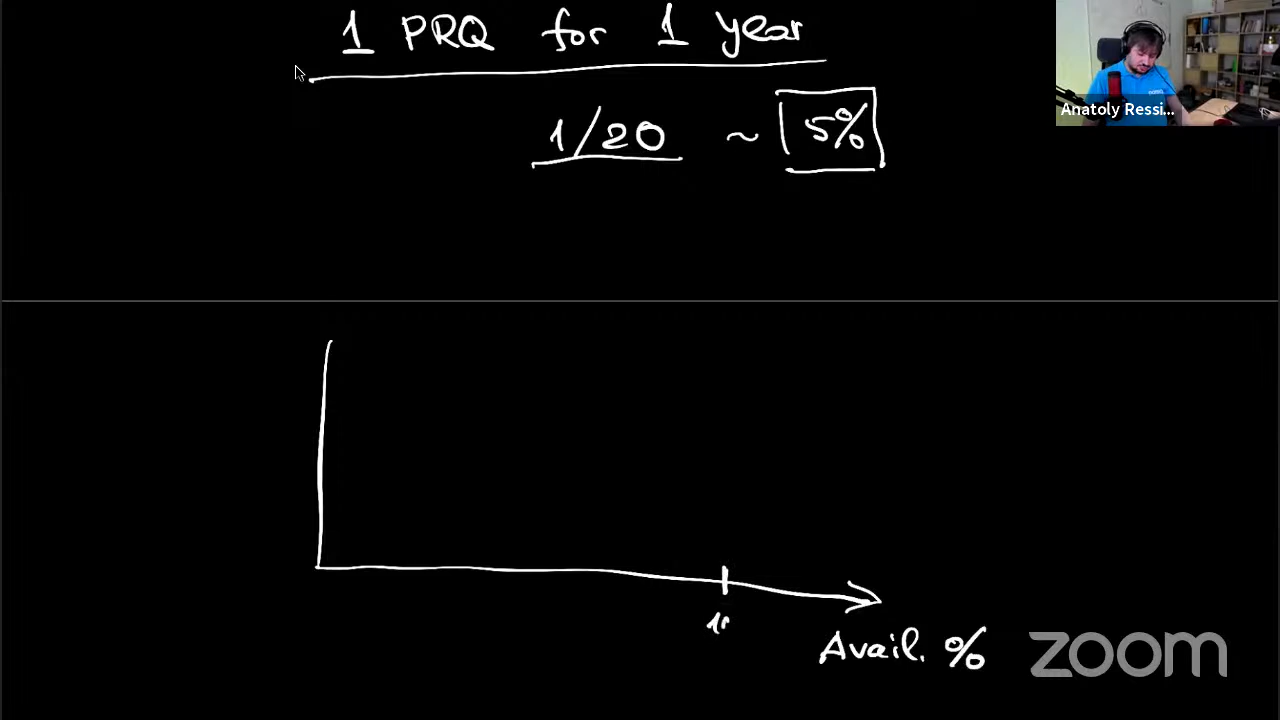 1 PRQ for 1 year
1/20 ~ 5%
Anatoly Ressi...
Avail. %
zoom